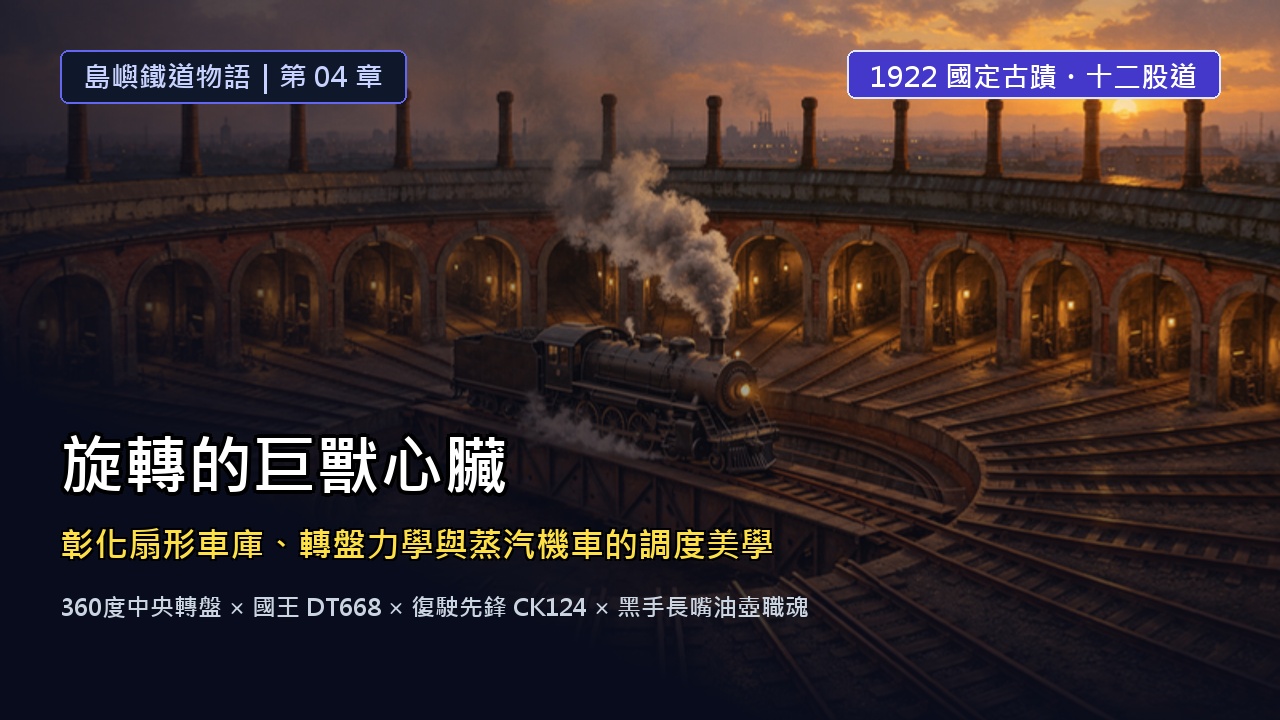 島嶼鐵道物語 | 第 04 章
1922 國定古蹟・十二股道
旋轉的巨獸心臟
彰化扇形車庫、轉盤力學與蒸汽機車的調度美學
360度中央轉盤 × 國王 DT668 × 復駛先鋒 CK124 × 黑手長嘴油壺職魂